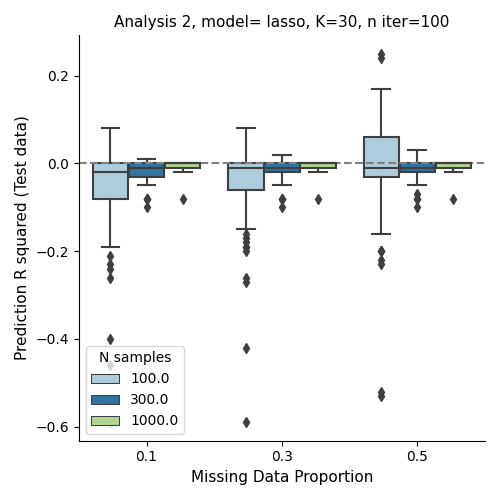 Analysis 2, model= lasso, K=30, n iter=100
Prediction R squared (Test data)
0.2
0.0
−0.2
−0.4
−0.6
N samples
100.0
300.0
1000.0
0.1
0.3
0.5
Missing Data Proportion